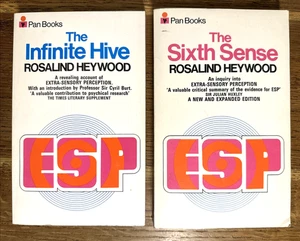 Pan Books
The
Infinite Hive
ROSALIND HEYWOOD
A revealing account of
EXTRA-SENSORY PERCEPTION.
With an introduction by Professor Sir Cyril Burt.
'A valuable contribution to psychical research'
THE TIMES LITERARY SUPPLEMENT
ESP
Pan Books
The
Sixth Sense
ROSALIND HEYWOOD
An inquiry into
EXTRA-SENSORY PERCEPTION
'A valuable critical summary of the evidence for ESP'
SIR JULIAN HUXLEY
A NEW AND EXPANDED EDITION
ESP